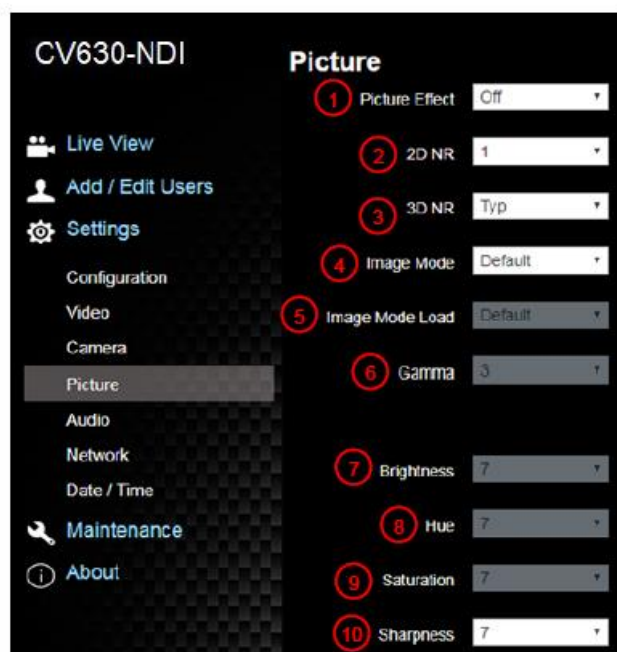 CV630-NDI
Live View
Add / Edit Users
Settings
Configuration
Video
Camera
Picture
Audio
Network
Date / Time
Maintenance
About
Picture
1 Picture Effect Off
2 2D NR 1
3 3D NR Typ
4 Image Mode Default
5 Image Mode Load Default
6 Gamma 3
7 Brightness 7
8 Hue 7
9 Saturation 7
10 Sharpness 7